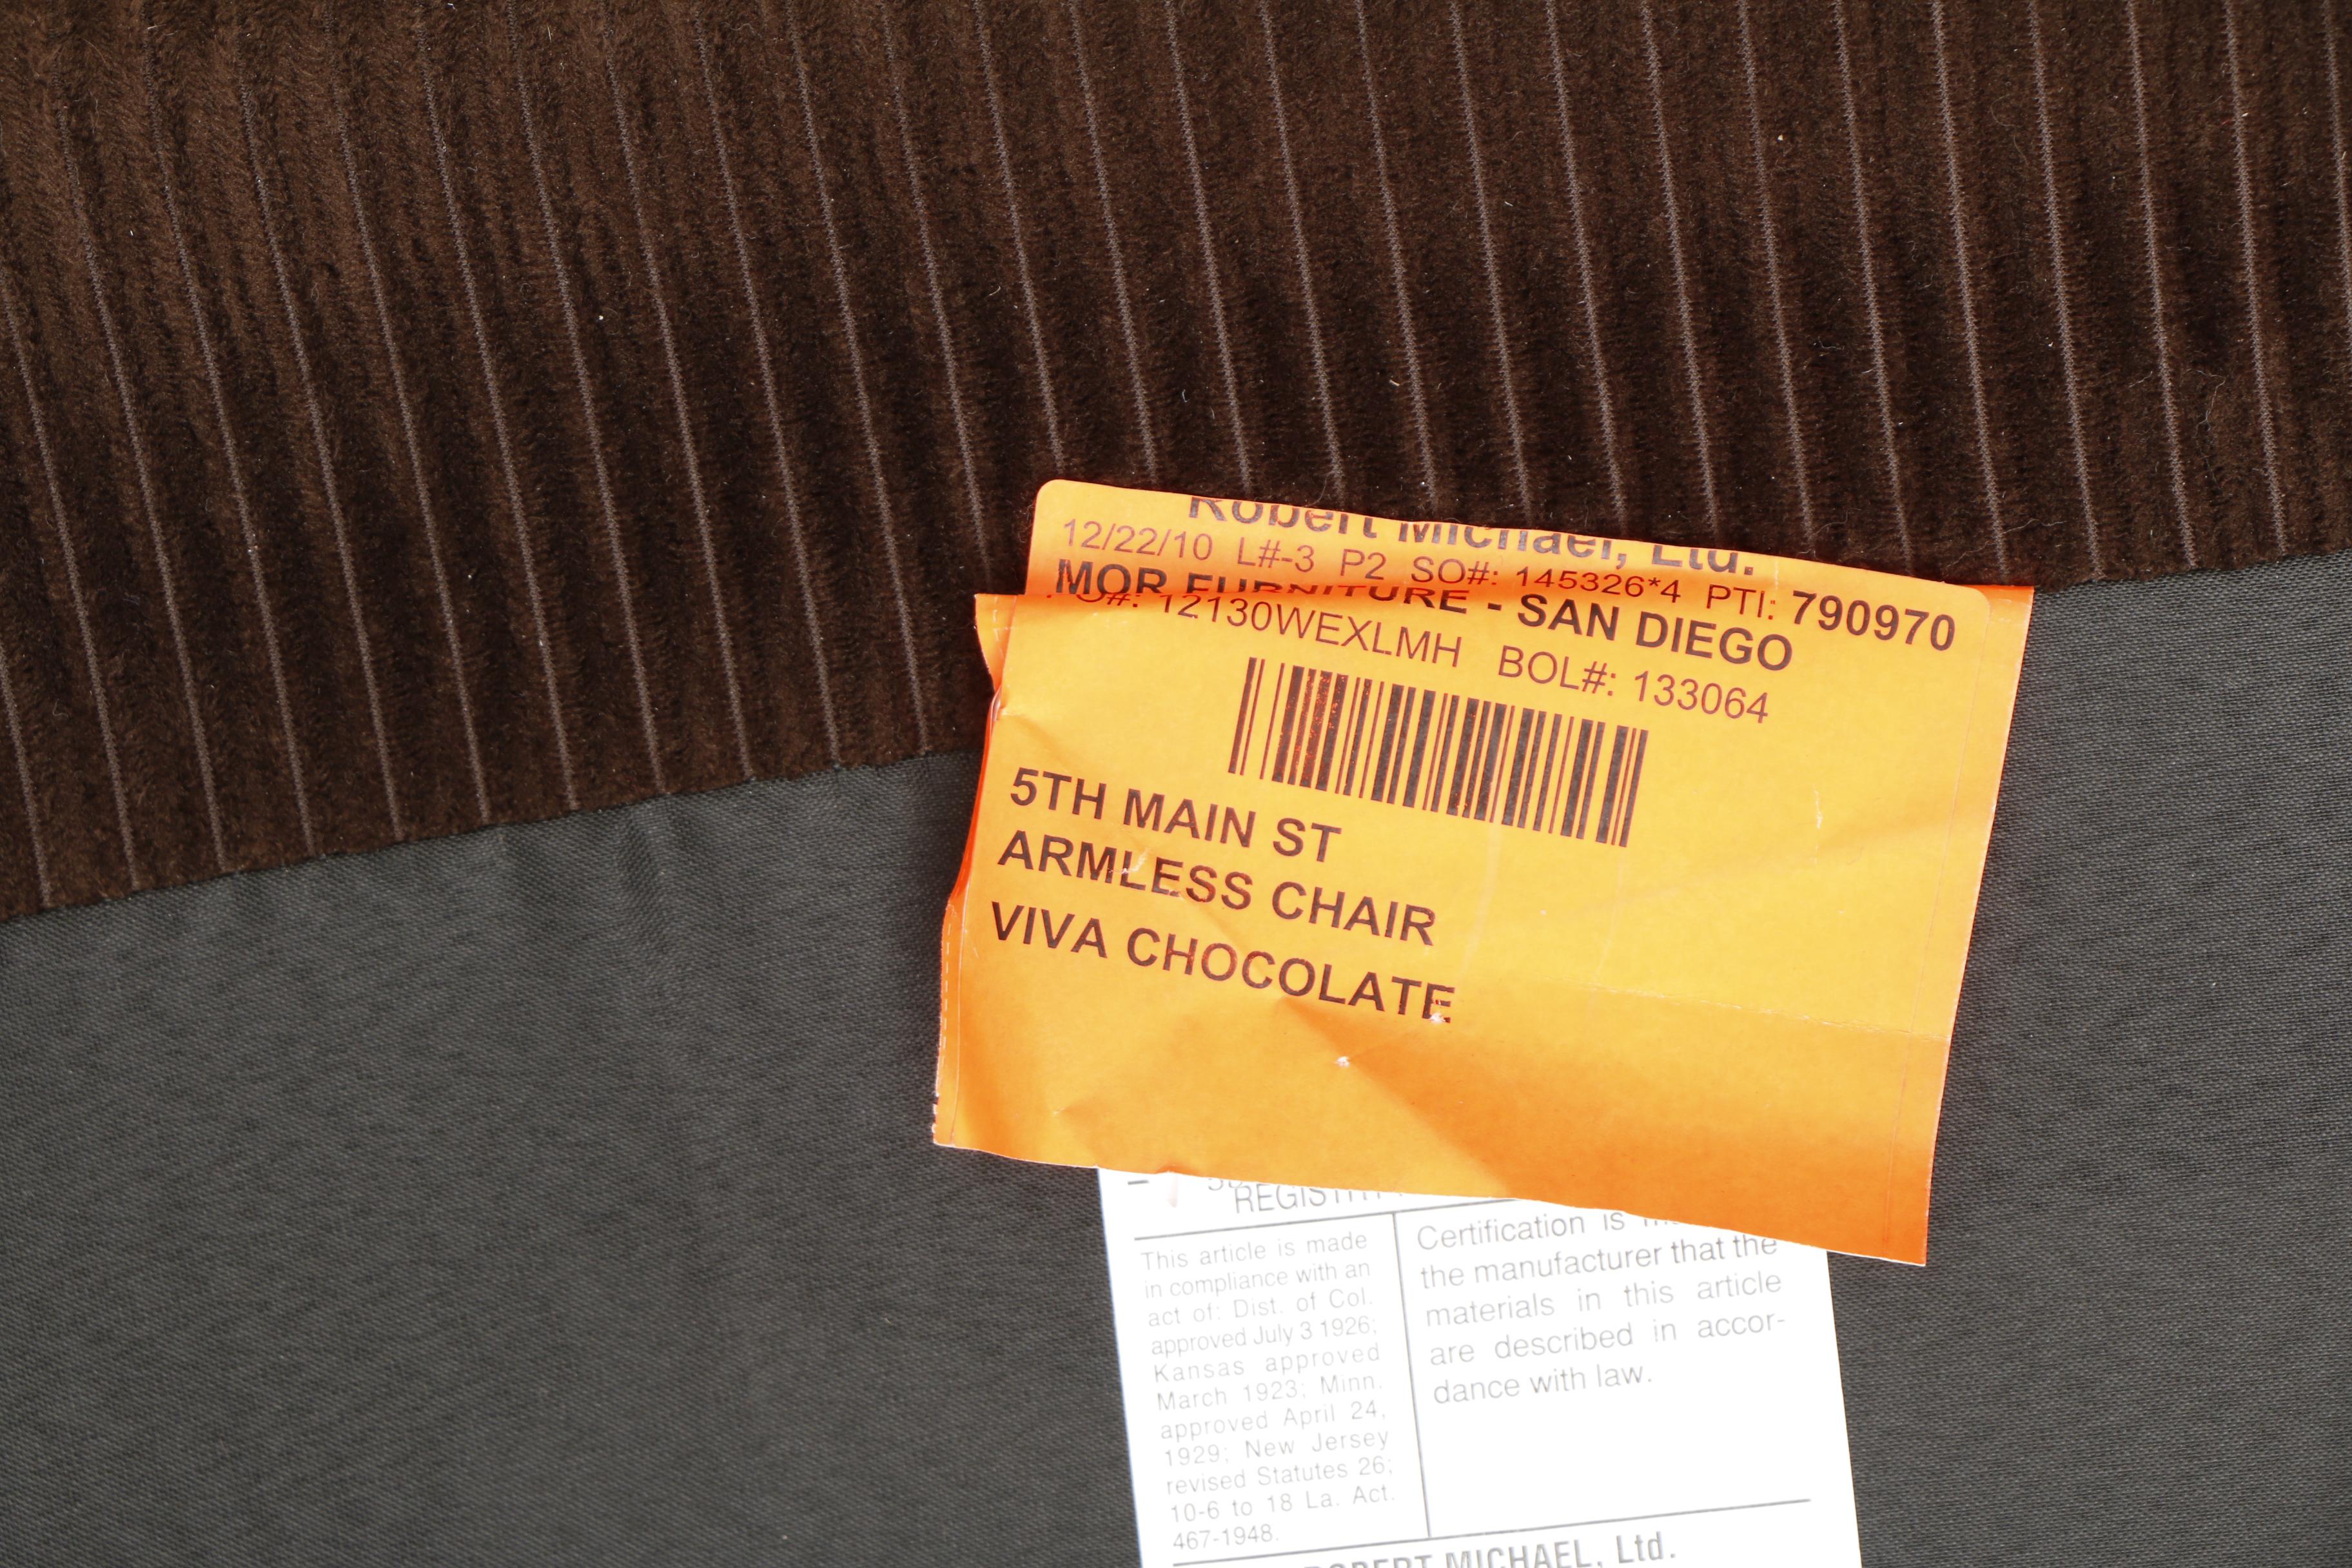 Robert Michael, Ltd.
12/22/10 L#-3 P2 SO#: 145326*4 PTI: 790970
MOR FURNITURE - SAN DIEGO
12130WEXLMH BOL#: 133064
5TH MAIN ST
ARMLESS CHAIR
VIVA CHOCOLATE
This article is made
in compliance with an
act of: Dist. of Col.
approved July 3 1926;
Kansas approved
March 1923; Minn.
approved April 24,
1929; New Jersey
revised Statutes 26;
10-6 to 18 La. Act.
467-1948.
Certification is
the manufacturer that the
materials in this article
are described in accor-
dance with law.
ROBERT MICHAEL, Ltd.